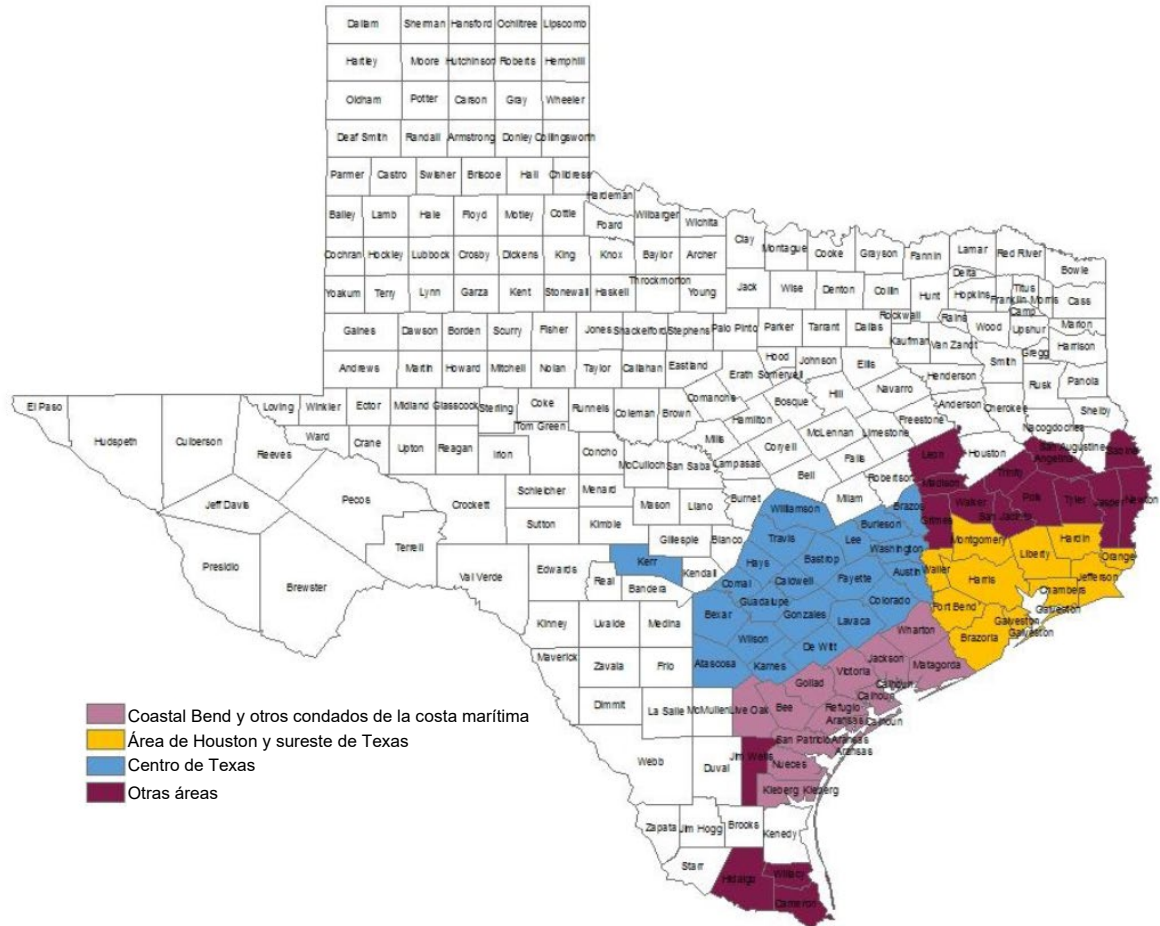 Dallam Sherman Hansford Ochiltree Lipscomb
Hartley Moore Hutchinson Roberts Hemphill
Oldham Potter Carson Gray Wheeler
Deaf Smith Randall Armstrong Donley Collingsworth
Parmer Castro Swisher Briscoe Hall Childress
Hardeman
Bailey Lamb Hale Floyd Motley Cottle Foard Wilbarger Wichita
Clay Montague Cooke Grayson Fannin Lamar Red River Bowie
Cochran Hockley Lubbock Crosby Dickens King Knox Baylor Archer
Delta Titus
Yoakum Terry Lynn Garza Kent Stonewall Haskell Throckmorton Young Jack Wise Denton Collin Hunt Hopkins Franklin Morris Cass
Rockwall Rains Camp
Gaines Dawson Borden Scurry Fisher Jones Shackelford Stephens Palo Pinto Parker Tarrant Dallas Kaufman Van Zandt Wood Upshur Marion
Gregg Harrison
Andrews Martin Howard Mitchell Nolan Taylor Callahan Eastland Erath Hood Somervell Johnson Ellis Henderson Smith Rusk Panola
El Paso Hudspeth Culberson Loving Winkler Ector Midland Glasscock Sterling Coke Runnels Coleman Brown Comanche Hamilton Bosque Hill Navarro Anderson Cherokee Shelby
Reeves Ward Crane Upton Reagan Irion Tom Green Concho McCulloch San Saba Mills Lampasas Coryell McLennan Limestone Freestone Nacogdoches
Leon Houston San Augustine Sabine Angelina Trinity
Jeff Davis Pecos Crockett Schleicher Menard Mason Llano Burnet Bell Falls Milam Robertson Madison Walker Polk Tyler Jasper Newton
Sutton Kimble Gillespie Blanco Williamson Burleson Brazos Grimes San Jacinto
Presidio Brewster Terrell Val Verde Edwards Kerr Kendall Travis Lee Washington Montgomery Liberty Hardin Orange
Real Bandera Hays Bastrop Austin Waller Harris Jefferson Chambers
Kinney Uvalde Medina Comal Caldwell Fayette Colorado Fort Bend Galveston
Bexar Guadalupe Gonzales Lavaca Wharton Brazoria Galveston Galveston
Maverick Zavala Frio Atascosa Wilson Karnes De Witt Jackson Matagorda
Dimmit La Salle McMullen Live Oak Bee Goliad Victoria Calhoun
Calhoun Refugio Aransas Calhoun
Webb Duval Jim Wells San Patricio Aransas Aransas
Nueces
Kleberg Kleberg
Zapata Jim Hogg Brooks Kenedy
Starr Hidalgo Willacy
Cameron
Coastal Bend y otros condados de la costa marítima
Área de Houston y sureste de Texas
Centro de Texas
Otras áreas